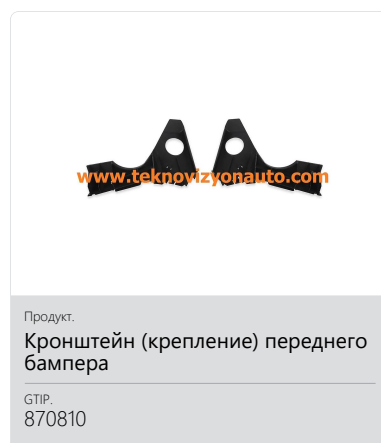 www.teknovizyonauto.com
Продукт.
Кронштейн (крепление) переднего
бампера
GTIP.
870810